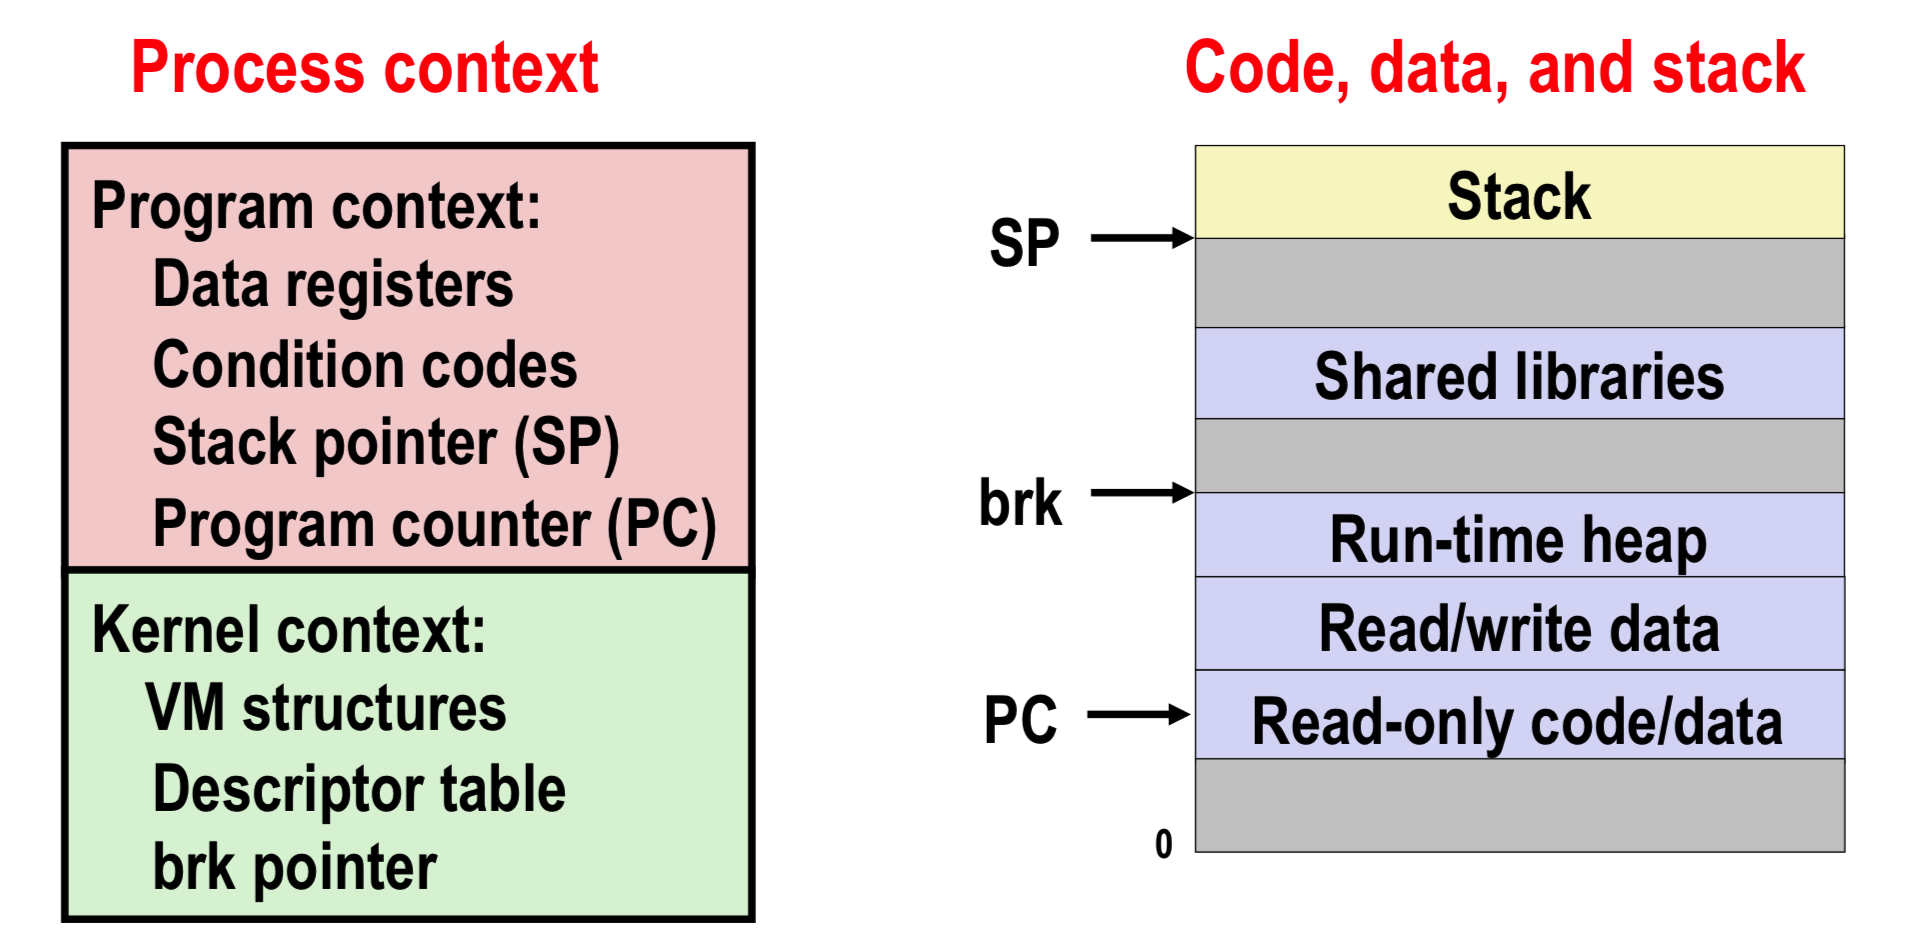 Process context
Program context:
Data registers
Condition codes
Stack pointer (SP)
Program counter (PC)
Kernel context:
VM structures
Descriptor table
brk pointer
Code, data, and stack
Stack
SP
Shared libraries
brk
Run-time heap
Read/write data
PC
Read-only code/data
0